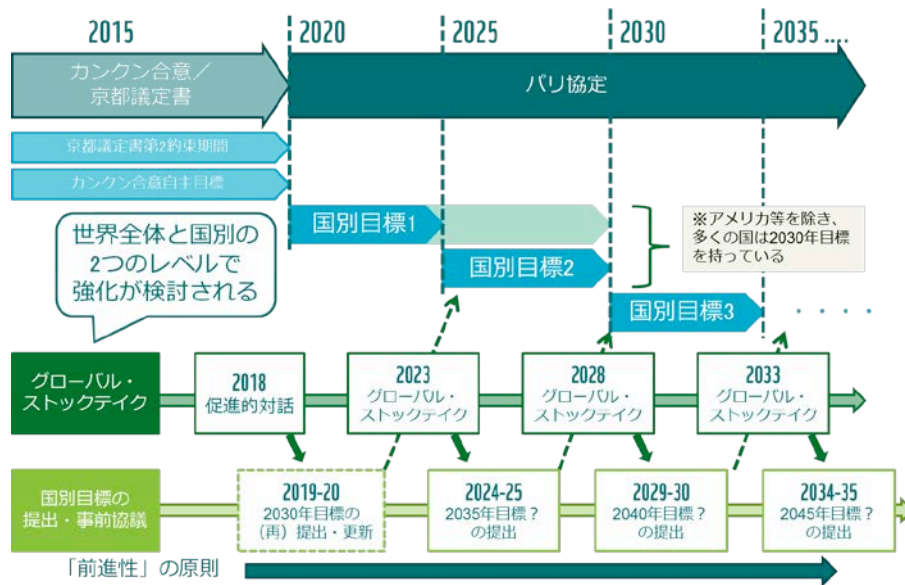 2015
2020
2025
2030
2035 ....
カンクン合意／
京都議定書
パリ協定
京都議定書第2約束期間
カンクン合意自主目標
国別目標1
国別目標2
国別目標3
※アメリカ等を除き、
多くの国は2030年目標
を持っている
世界全体と国別の
2つのレベルで
強化が検討される
グローバル・
ストックテイク
2018
促進的対話
2023
グローバル・
ストックテイク
2028
グローバル・
ストックテイク
2033
グローバル・
ストックテイク
国別目標の
提出・事前協議
2019-20
2030年目標の
(再）提出・更新
2024-25
2035年目標？
の提出
2029-30
2040年目標？
の提出
2034-35
2045年目標？
の提出
「前進性」の原則